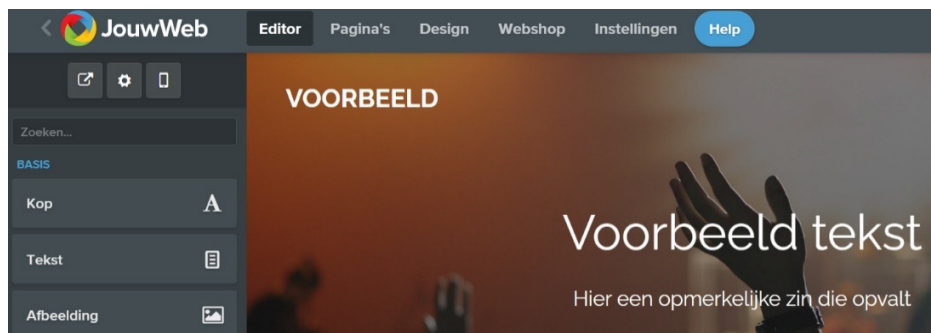 JouwWeb
Editor Pagina's Design Webshop Instellingen Help
Zoeken...
BASIS
Kop
Tekst
Afbeelding
VOORBEELD
Voorbeeld tekst
Hier een opmerkelijke zin die opvalt